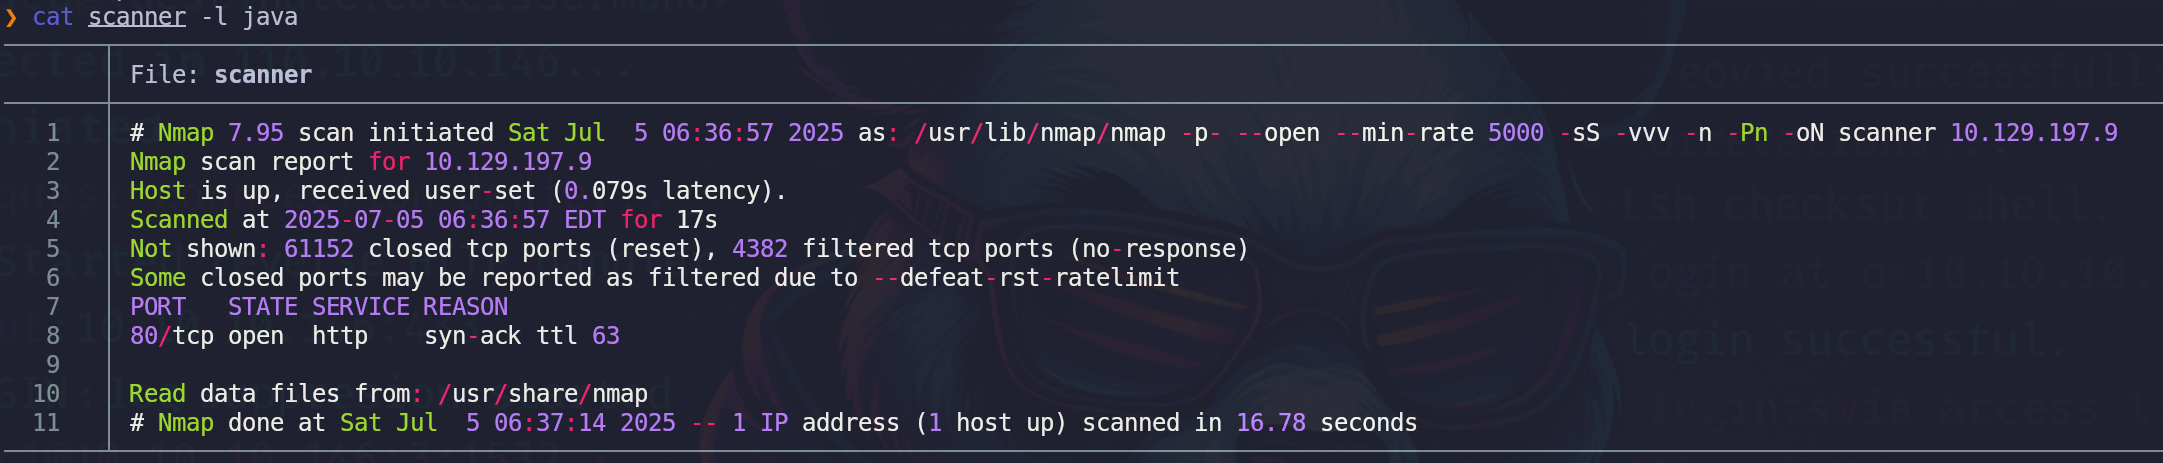 ❯ cat scanner -l java
File: scanner
1 # Nmap 7.95 scan initiated Sat Jul  5 06:36:57 2025 as: /usr/lib/nmap/nmap -p- --open --min-rate 5000 -sS -vvv -n -Pn -oN scanner 10.129.197.9
2 Nmap scan report for 10.129.197.9
3 Host is up, received user-set (0.079s latency).
4 Scanned at 2025-07-05 06:36:57 EDT for 17s
5 Not shown: 61152 closed tcp ports (reset), 4382 filtered tcp ports (no-response)
6 Some closed ports may be reported as filtered due to --defeat-rst-ratelimit
7 PORT   STATE SERVICE REASON
8 80/tcp open  http    syn-ack ttl 63
9
10 Read data files from: /usr/share/nmap
11 # Nmap done at Sat Jul  5 06:37:14 2025 -- 1 IP address (1 host up) scanned in 16.78 seconds